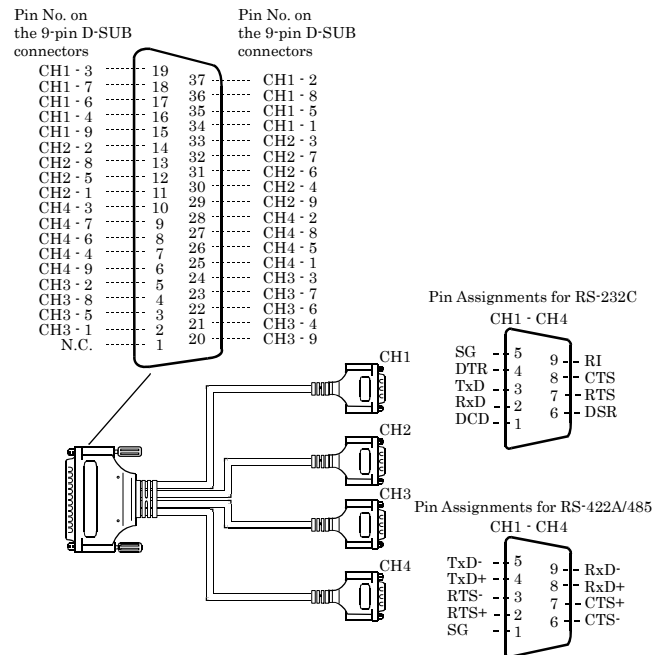 Pin No. on
the 9-pin D-SUB
connectors
CH1 - 3 19
CH1 - 7 18
CH1 - 6 17
CH1 - 4 16
CH1 - 9 15
CH2 - 2 14
CH2 - 8 13
CH2 - 5 12
CH2 - 1 11
CH4 - 3 10
CH4 - 7 9
CH4 - 6 8
CH4 - 4 7
CH4 - 9 6
CH3 - 2 5
CH3 - 8 4
CH3 - 5 3
CH3 - 1 2
N.C. 1
Pin No. on
the 9-pin D-SUB
connectors
37 CH1 - 2
36 CH1 - 8
35 CH1 - 5
34 CH1 - 1
33 CH2 - 3
32 CH2 - 7
31 CH2 - 6
30 CH2 - 4
29 CH2 - 9
28 CH4 - 2
27 CH4 - 8
26 CH4 - 5
25 CH4 - 1
24 CH3 - 3
23 CH3 - 7
22 CH3 - 6
21 CH3 - 4
20 CH3 - 9
CH1
CH2
CH3
CH4
Pin Assignments for RS-232C
CH1 - CH4
SG 5
DTR 4
TxD 3
RxD 2
DCD 1
9 RI
8 CTS
7 RTS
6 DSR
Pin Assignments for RS-422A/485
CH1 - CH4
TxD- 5
TxD+ 4
RTS- 3
RTS+ 2
SG 1
9 RxD-
8 RxD+
7 CTS+
6 CTS-